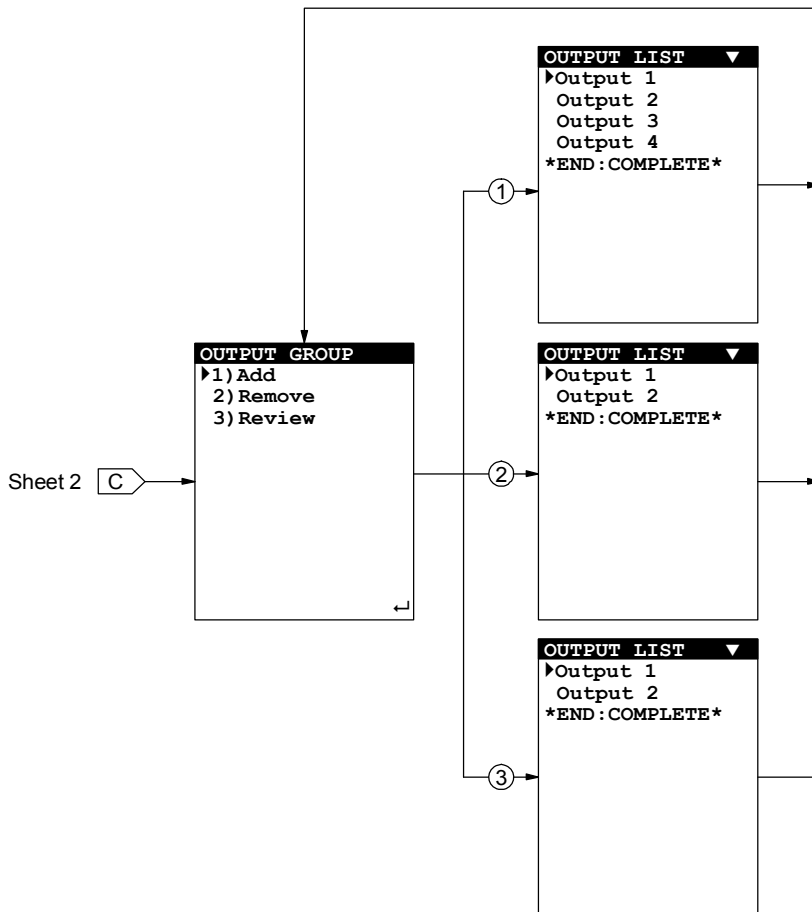 OUTPUT LIST ▼
Output 1
Output 2
Output 3
Output 4
*END:COMPLETE*
1
OUTPUT GROUP
1)Add
2)Remove
3)Review
Sheet 2 C
2
OUTPUT LIST ▼
Output 1
Output 2
*END:COMPLETE*
3
OUTPUT LIST ▼
Output 1
Output 2
*END:COMPLETE*